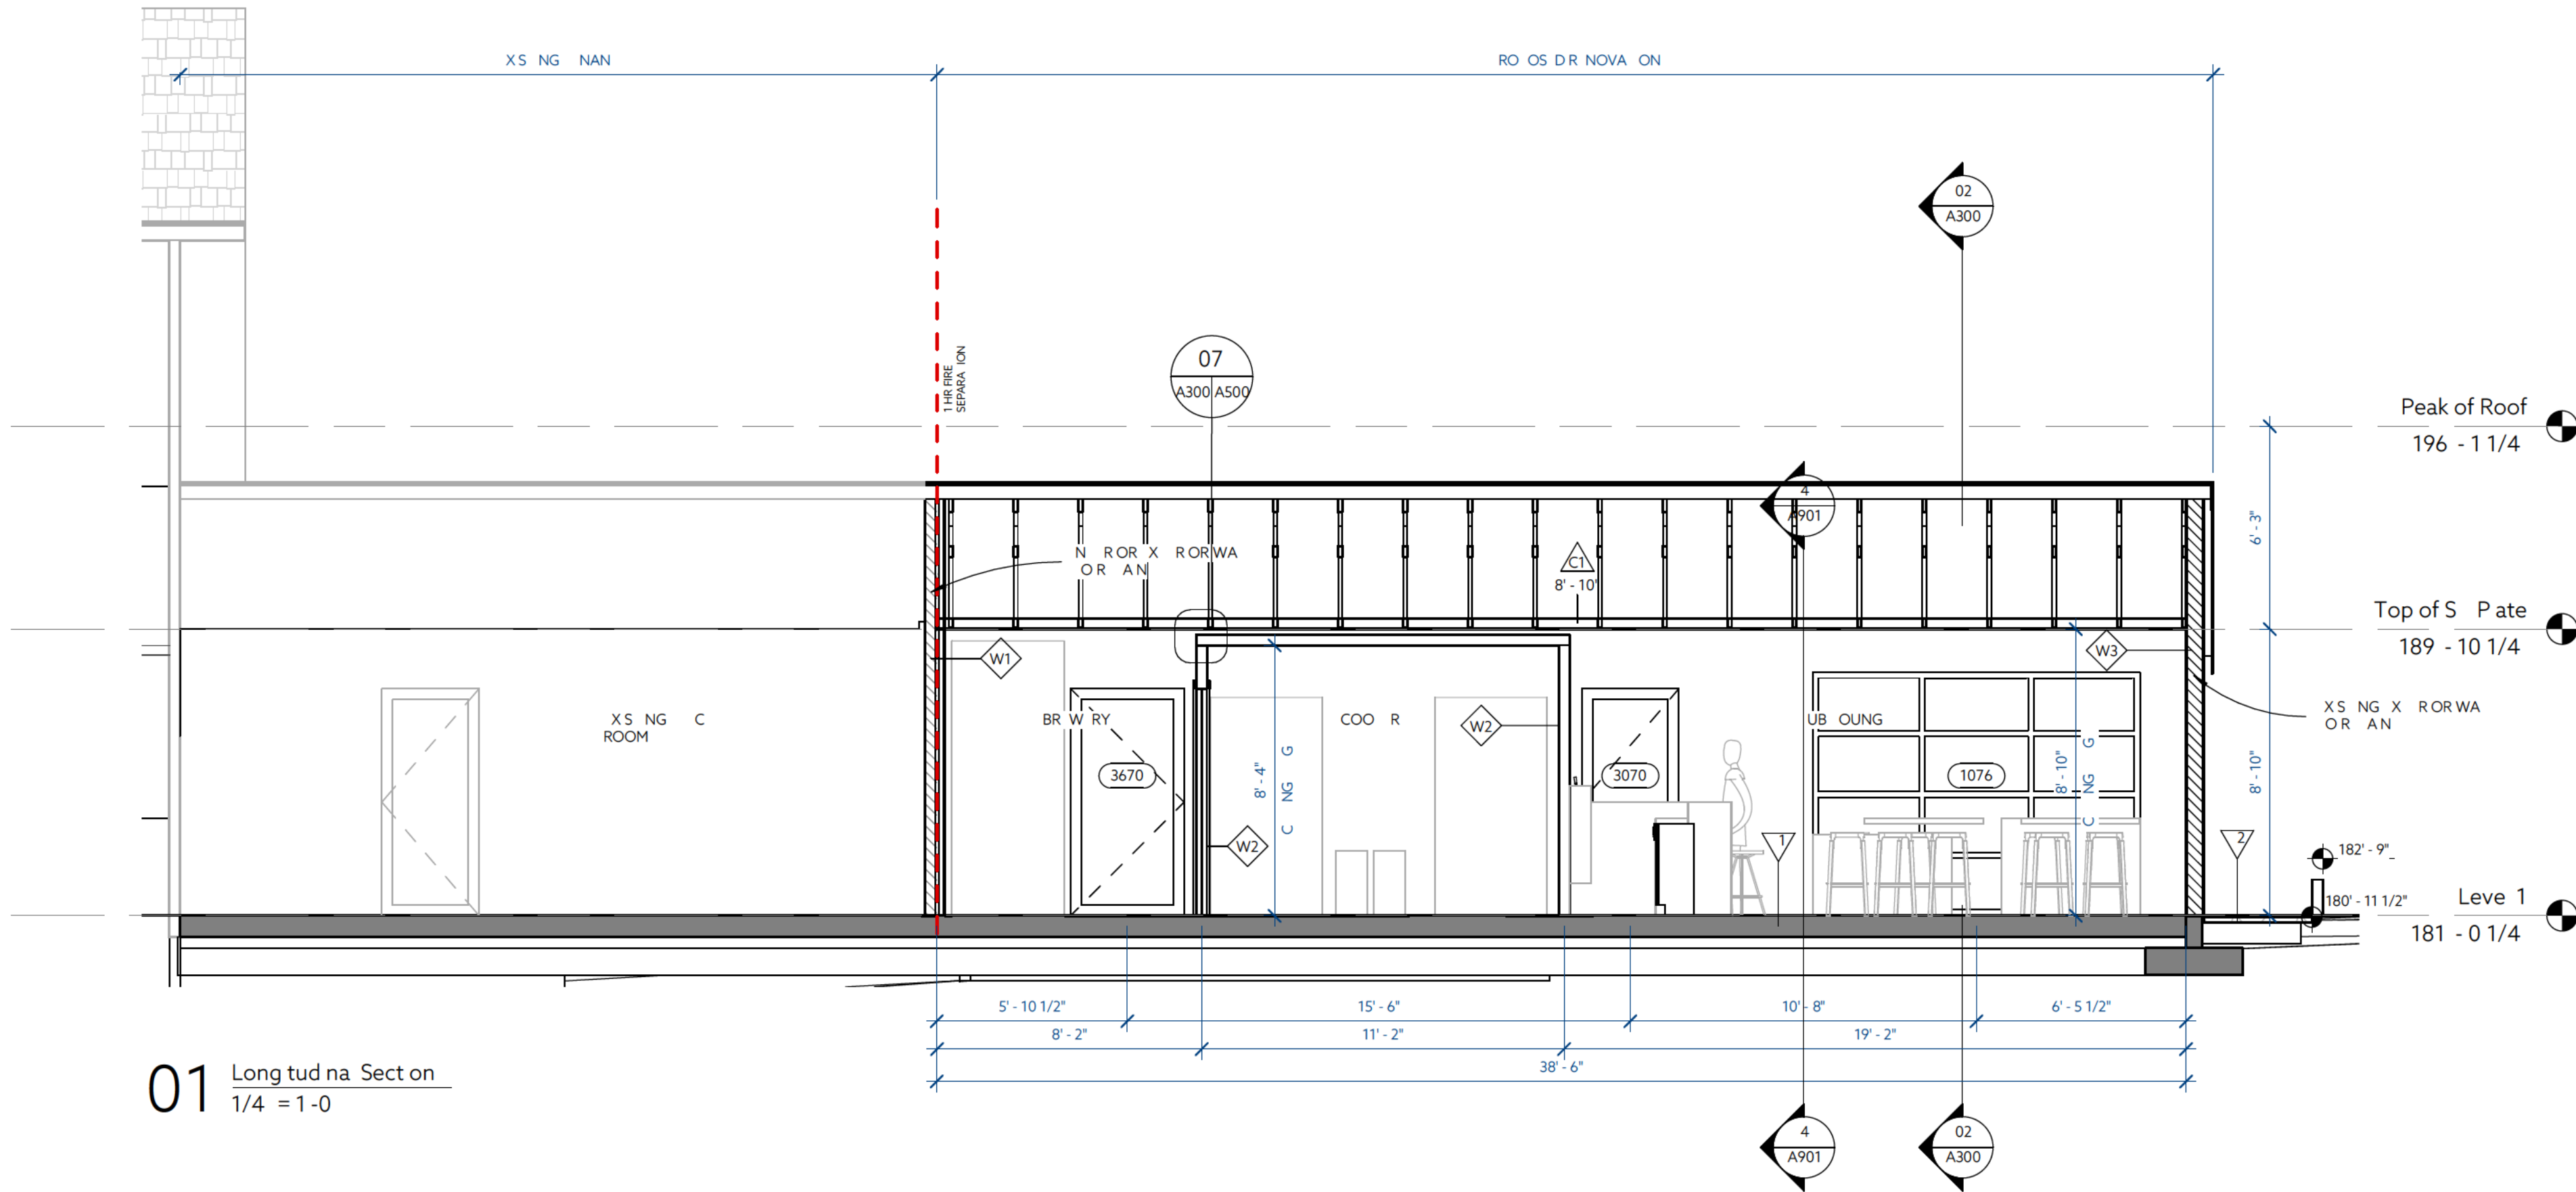 XS NG NAN
RO OS D R NOVA ON
02
A300
1 HR FIRE
SEPARA ION
07
A300 A500
Peak of Roof
196 - 1 1/4
4
A901
6' - 3"
N R OR X R OR WA
OR AN
C1
8' - 10"
Top of S P ate
189 - 10 1/4
W1
W3
XS NG C
ROOM
BR W RY
COO R
W2
UB OUNG
XS NG X R OR WA
OR AN
3670
8' - 4"
C NG G
3070
1076
8' - 10"
C NG G
8' - 10"
W2
1
2
182' - 9"
180' - 11 1/2"
Leve 1
181 - 0 1/4
5' - 10 1/2"
15' - 6"
10' - 8"
6' - 5 1/2"
8' - 2"
11' - 2"
19' - 2"
38' - 6"
01
Long tud na Sect on
1/4 = 1 -0
4
A901
02
A300